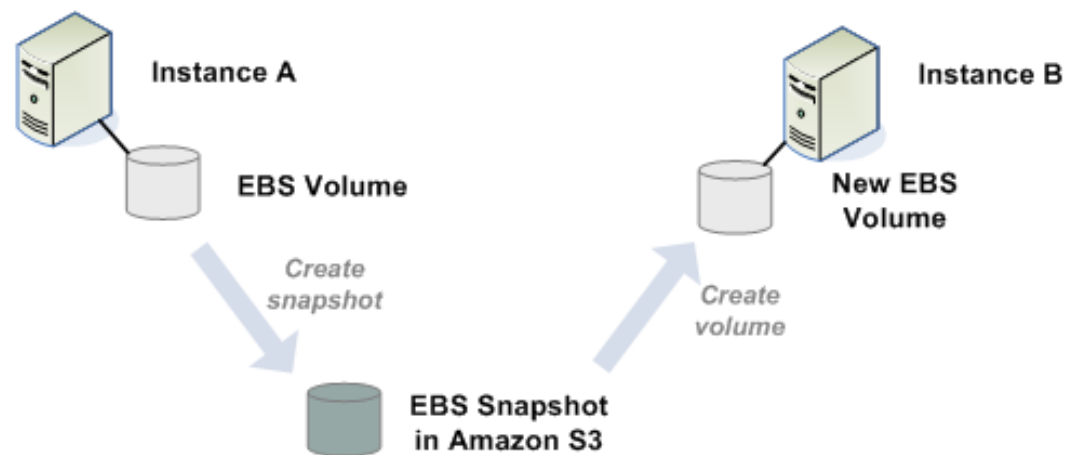 Instance A
Instance B
EBS Volume
New EBS
Volume
Create
snapshot
Create
volume
EBS Snapshot
in Amazon S3